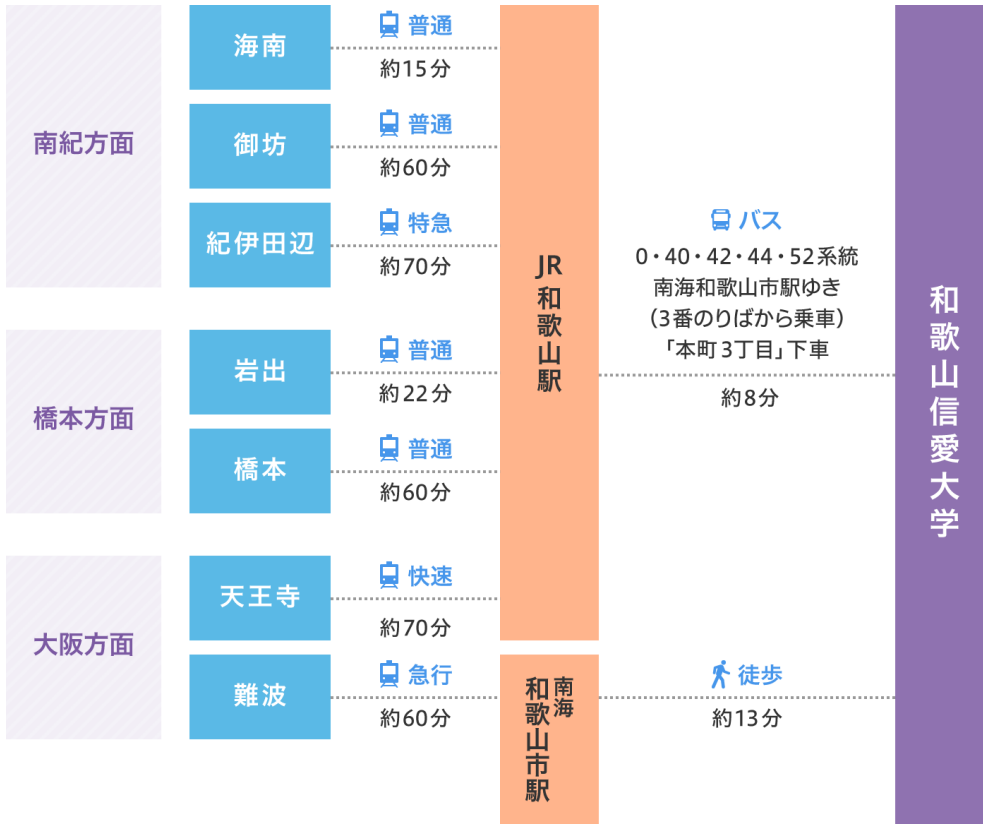 南紀方面
海南
普通
約15分
御坊
普通
約60分
紀伊田辺
特急
約70分
橋本方面
岩出
普通
約22分
橋本
普通
約60分
大阪方面
天王寺
快速
約70分
難波
急行
約60分
JR和歌山駅
バス
0・40・42・44・52系統
南海和歌山市駅ゆき
(3番のりばから乗車)
「本町3丁目」下車
約8分
南海
和歌山市駅
徒歩
約13分
和歌山信愛大学